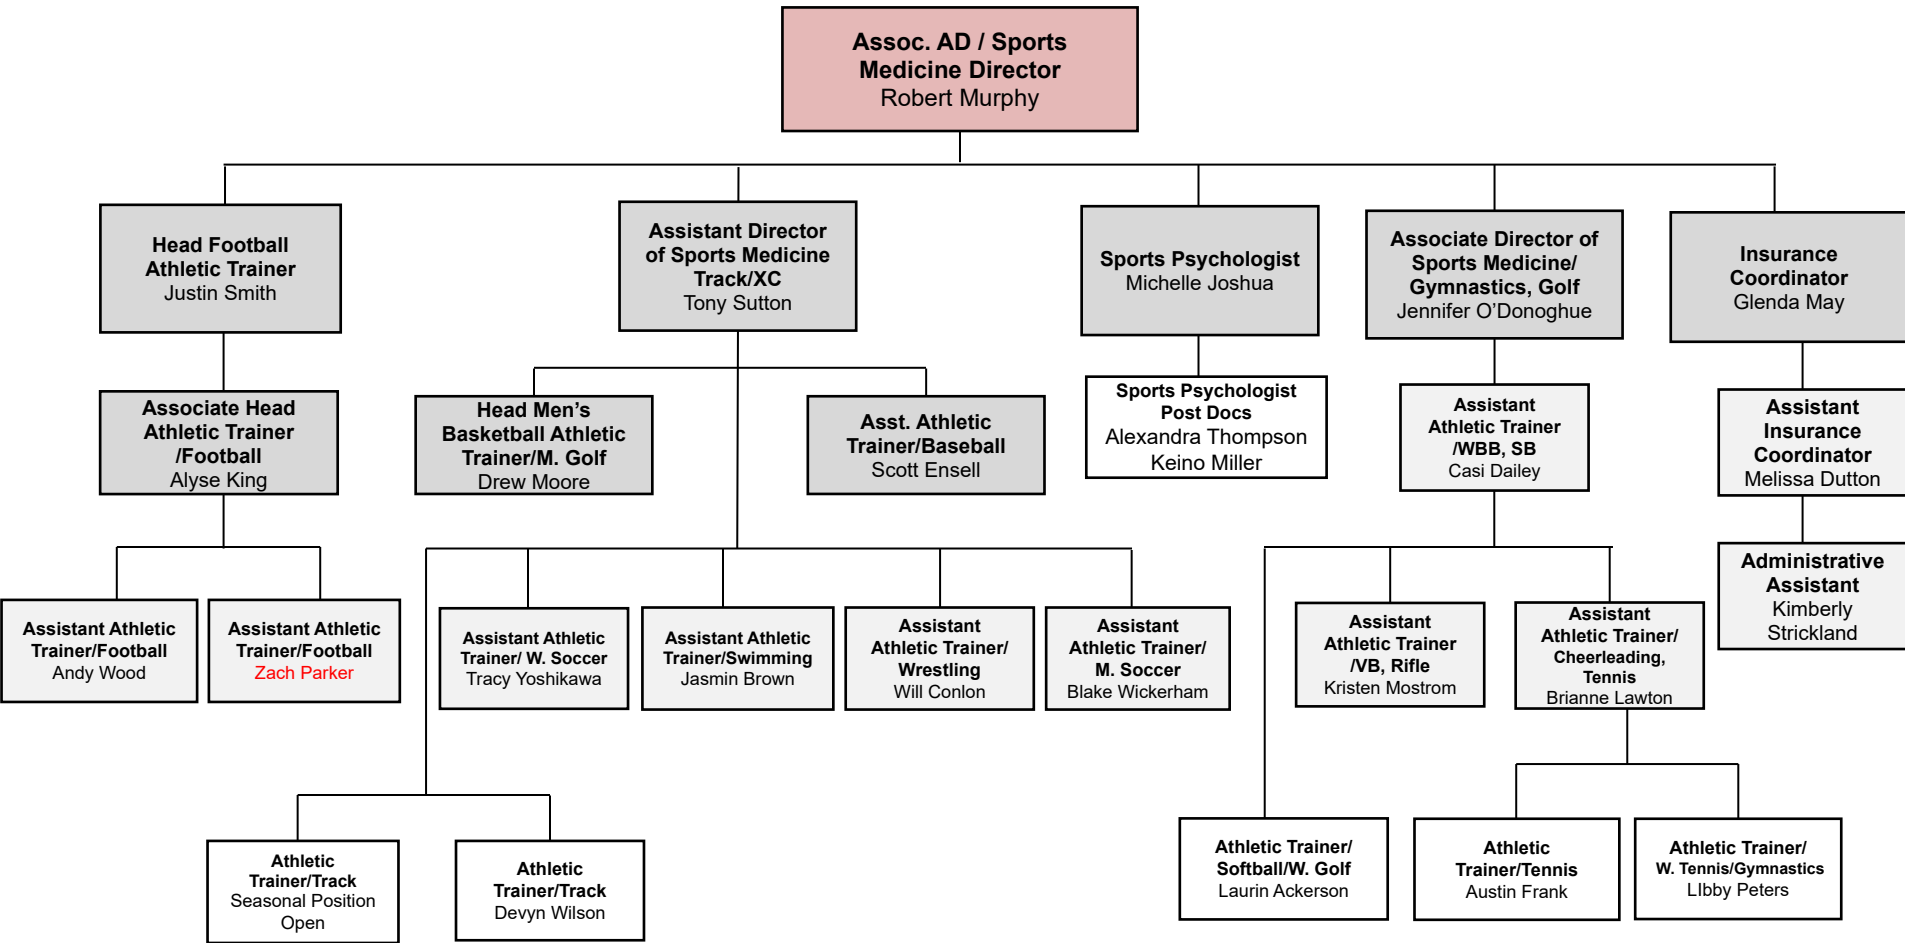 Assoc. AD / Sports
Medicine Director
Robert Murphy
Head Football
Athletic Trainer
Justin Smith
Assistant Director
of Sports Medicine
Track/XC
Tony Sutton
Sports Psychologist
Michelle Joshua
Associate Director of
Sports Medicine/
Gymnastics, Golf
Jennifer O’Donoghue
Insurance
Coordinator
Glenda May
Associate Head
Athletic Trainer
/Football
Alyse King
Head Men’s
Basketball Athletic
Trainer/M. Golf
Drew Moore
Asst. Athletic
Trainer/Baseball
Scott Ensell
Sports Psychologist
Post Docs
Alexandra Thompson
Keino Miller
Assistant
Athletic Trainer
/WBB, SB
Casi Dailey
Assistant
Insurance
Coordinator
Melissa Dutton
Administrative
Assistant
Kimberly
Strickland
Assistant Athletic
Trainer/Football
Andy Wood
Assistant Athletic
Trainer/Football
Zach Parker
Assistant Athletic
Trainer/ W. Soccer
Tracy Yoshikawa
Assistant Athletic
Trainer/Swimming
Jasmin Brown
Assistant
Athletic Trainer/
Wrestling
Will Conlon
Assistant
Athletic Trainer/
M. Soccer
Blake Wickerham
Assistant
Athletic Trainer
/VB, Rifle
Kristen Mostrom
Assistant
Athletic Trainer/
Cheerleading,
Tennis
Brianne Lawton
Athletic
Trainer/Track
Seasonal Position
Open
Athletic
Trainer/Track
Devyn Wilson
Athletic Trainer/
Softball/W. Golf
Laurin Ackerson
Athletic
Trainer/Tennis
Austin Frank
Athletic Trainer/
W. Tennis/Gymnastics
LIbby Peters